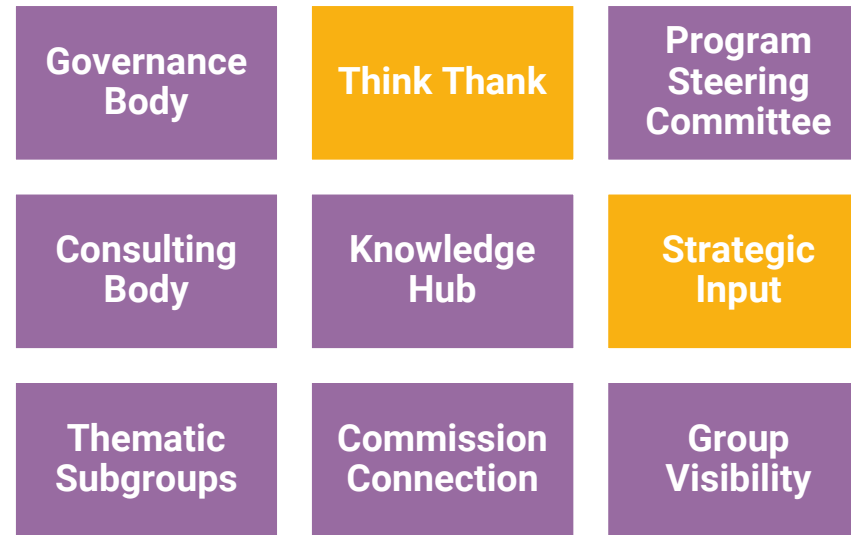 Governance
Body
Think Thank
Program
Steering
Committee
Consulting
Body
Knowledge
Hub
Strategic
Input
Thematic
Subgroups
Commission
Connection
Group
Visibility